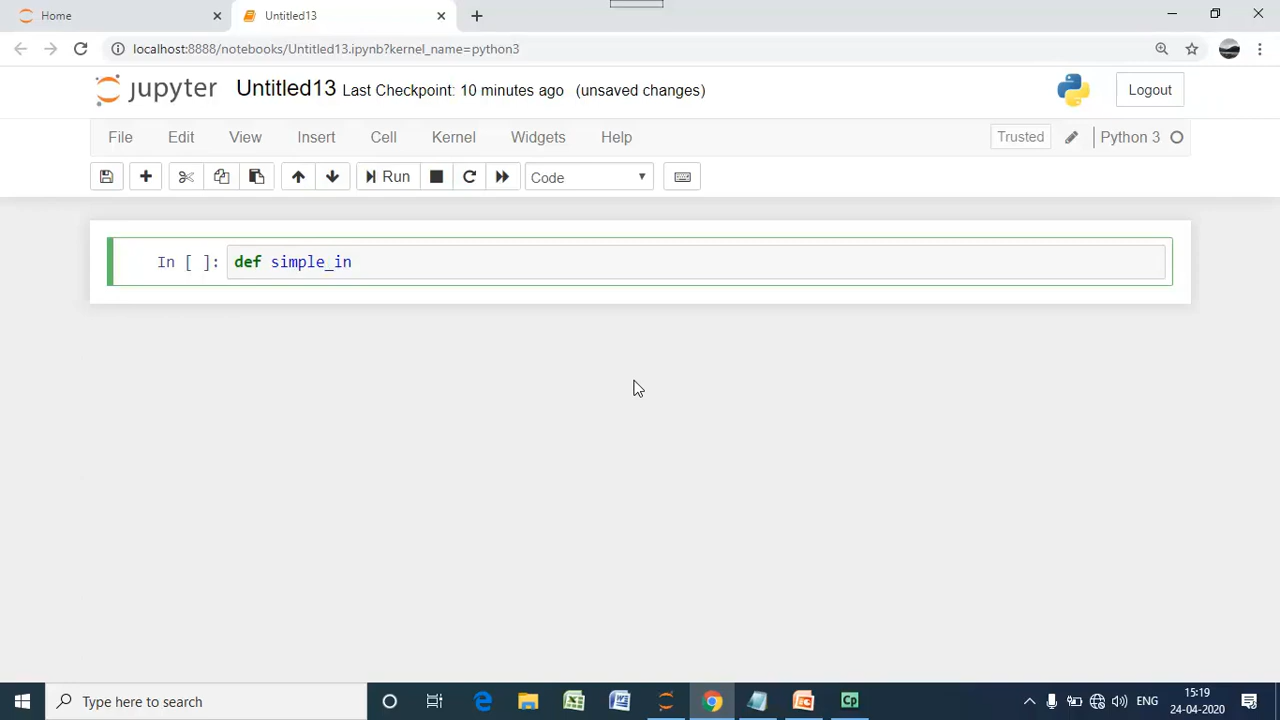 Home
Untitled13
localhost:8888/notebooks/Untitled13.ipynb?kernel_name=python3
jupyter Untitled13 Last Checkpoint: 10 minutes ago (unsaved changes)
Logout
File Edit View Insert Cell Kernel Widgets Help
Trusted
Python 3
Run
Code
In [ ]: def simple_in
Type here to search
ENG
15:19
24-04-2020